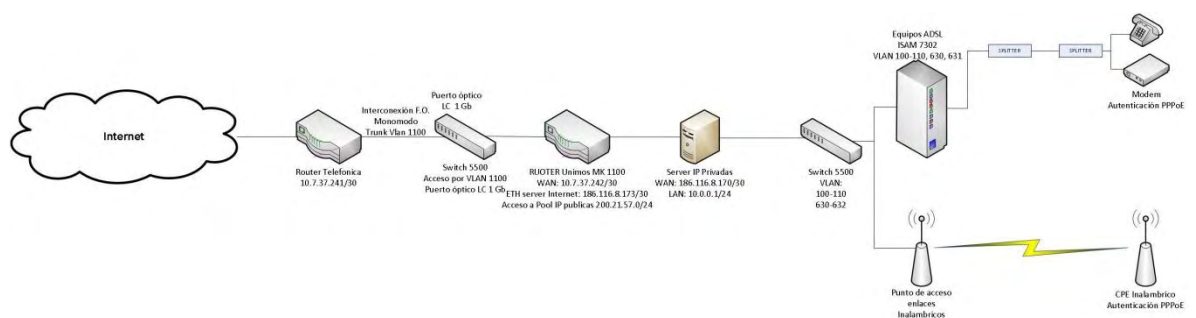 Internet
Router Telefonica
10.7.37.241/30
Interconexión F.O.
Monomodo
Trunk Vlan 1100
Puerto óptico
LC 1 Gb
Switch 5500
Acceso por VLAN 1100
Puerto óptico LC 1 Gb
RUOTER Unimos MK 1100
WAN: 10.7.37.242/30
ETH server Internet: 186.116.8.173/30
Acceso a Pool IP publicas 200.21.57.0/24
Server IP Privadas
WAN: 186.116.8.170/30
LAN: 10.0.0.1/24
Switch 5500
VLAN:
100-110
630-632
Equipos ADSL
ISAM 7302
VLAN 100-110, 630, 631
SPLITTER
SPLITTER
Modem
Autenticación PPPoE
Punto de acceso
enlaces
Inalambricos
CPE Inalambrico
Autenticación PPPoE